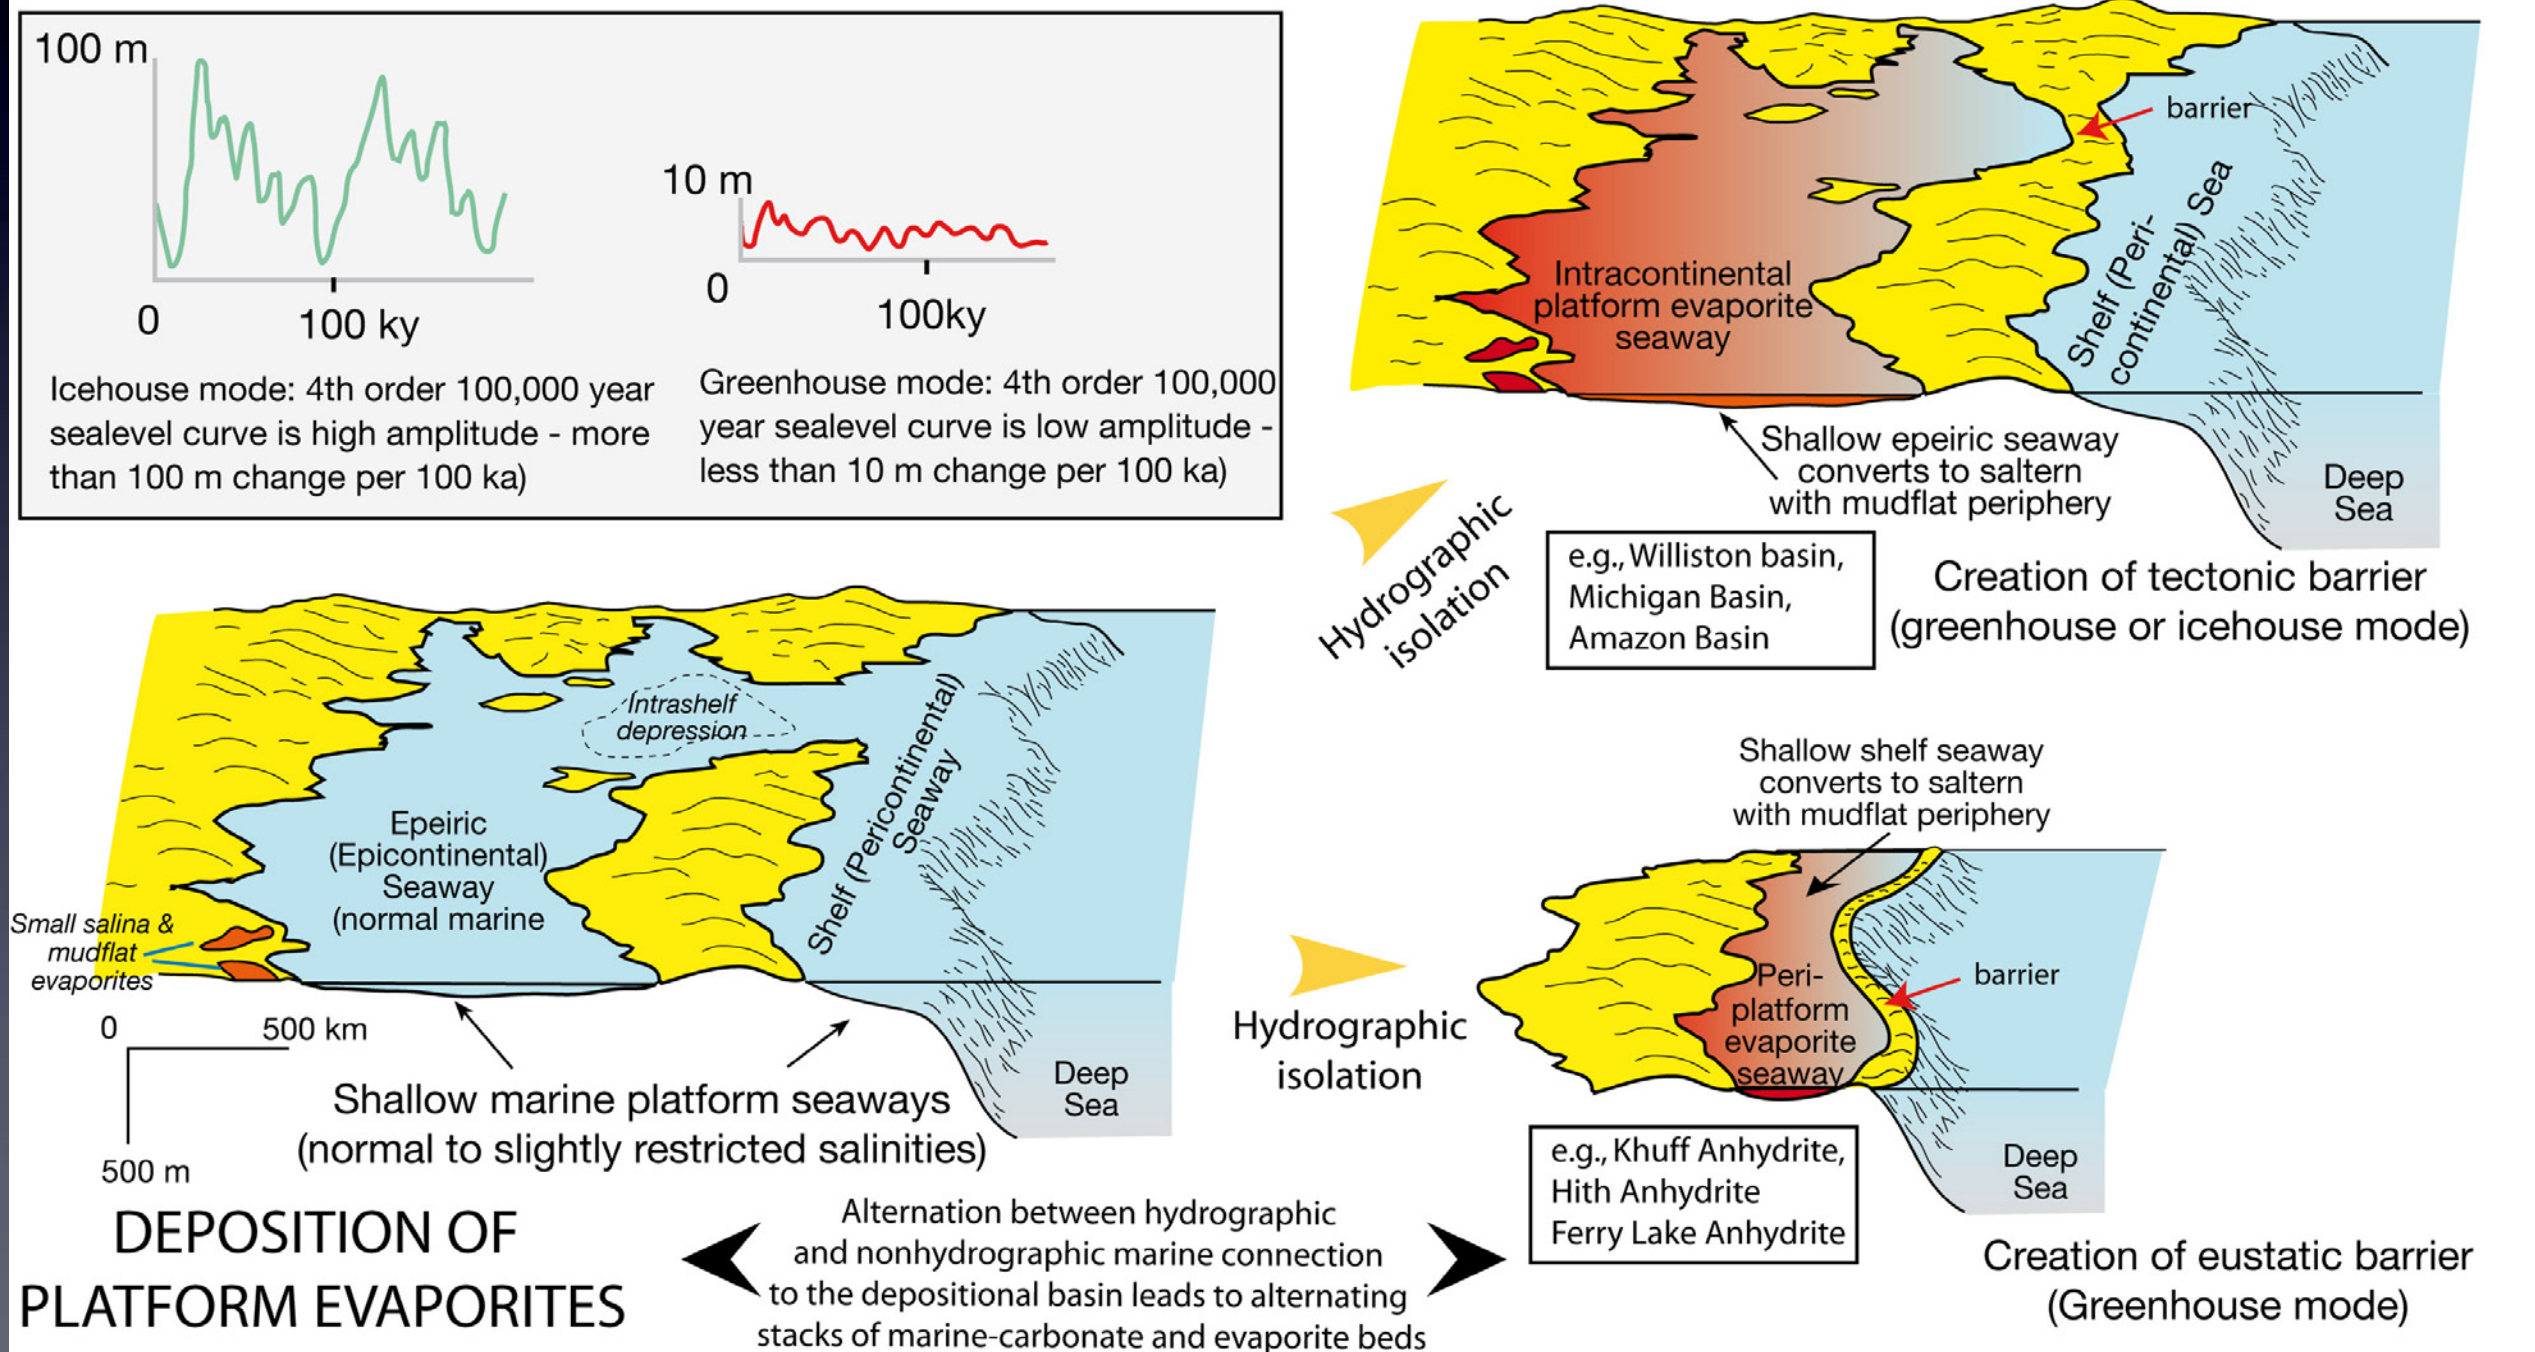 100 m
0
100 ky
10 m
0
100ky
Icehouse mode: 4th order 100,000 year
sealevel curve is high amplitude - more
than 100 m change per 100 ka)
Greenhouse mode: 4th order 100,000
year sealevel curve is low amplitude -
less than 10 m change per 100 ka)
barrier
Shelf (Peri-
continental) Sea
Intracontinental
platform evaporite
seaway
Shallow epeiric seaway
converts to saltern
with mudflat periphery
Deep
Sea
Hydrographic
isolation
e.g., Williston basin,
Michigan Basin,
Amazon Basin
Creation of tectonic barrier
(greenhouse or icehouse mode)
Intrashelf
depression
Shelf (Pericontinental)
Seaway
Epeiric
(Epicontinental)
Seaway
(normal marine
Small salina &
mudflat
evaporites
0
500 km
500 m
Shallow marine platform seaways
(normal to slightly restricted salinities)
Deep
Sea
Hydrographic
isolation
Shallow shelf seaway
converts to saltern
with mudflat periphery
Peri-
platform
evaporite
seaway
barrier
Deep
Sea
e.g., Khuff Anhydrite,
Hith Anhydrite
Ferry Lake Anhydrite
Creation of eustatic barrier
(Greenhouse mode)
DEPOSITION OF
PLATFORM EVAPORITES
Alternation between hydrographic
and nonhydrographic marine connection
to the depositional basin leads to alternating
stacks of marine-carbonate and evaporite beds